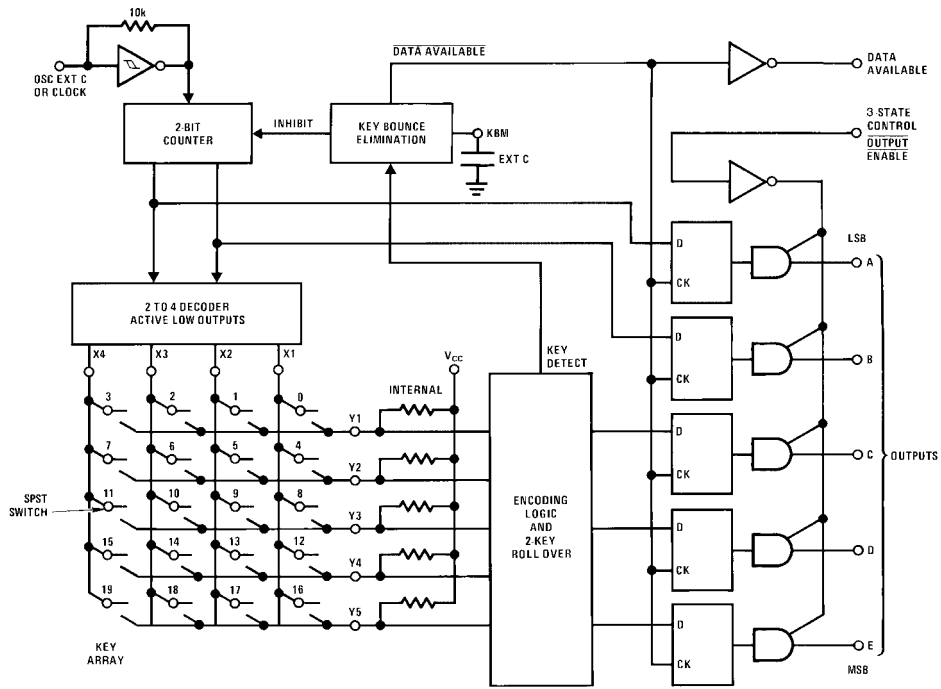 10k
OSC EXT C
OR CLOCK
2-BIT
COUNTER
INHIBIT
KEY BOUNCE
ELIMINATION
KBM
EXT C
DATA AVAILABLE
DATA
AVAILABLE
3-STATE
CONTROL
OUTPUT
ENABLE
2 TO 4 DECODER
ACTIVE LOW OUTPUTS
X4
X3
X2
X1
VCC
INTERNAL
KEY
DETECT
3
2
1
0
Y1
7
6
5
4
Y2
SPST
SWITCH
11
10
9
8
Y3
15
14
13
12
Y4
19
18
17
16
Y5
KEY
ARRAY
ENCODING
LOGIC
AND
2-KEY
ROLL OVER
D
CK
LSB
A
D
CK
B
D
CK
C
OUTPUTS
D
CK
D
D
CK
E
MSB